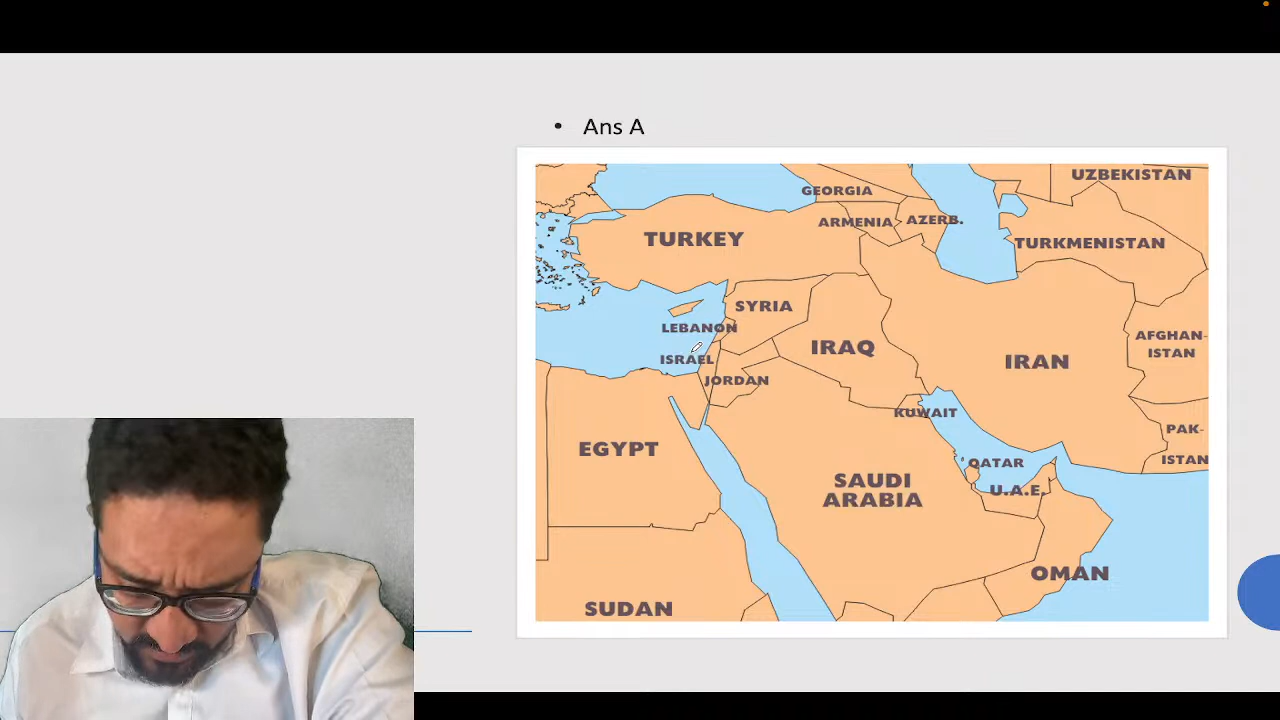 • Ans A
UZBEKISTAN
GEORGIA
ARMENIA
AZERB.
TURKEY
TURKMENISTAN
SYRIA
LEBANON
AFGHAN-
ISTAN
IRAQ
ISRAEL
IRAN
JORDAN
KUWAIT
PAK-
ISTAN
EGYPT
QATAR
SAUDI
ARABIA
U.A.E.
OMAN
SUDAN